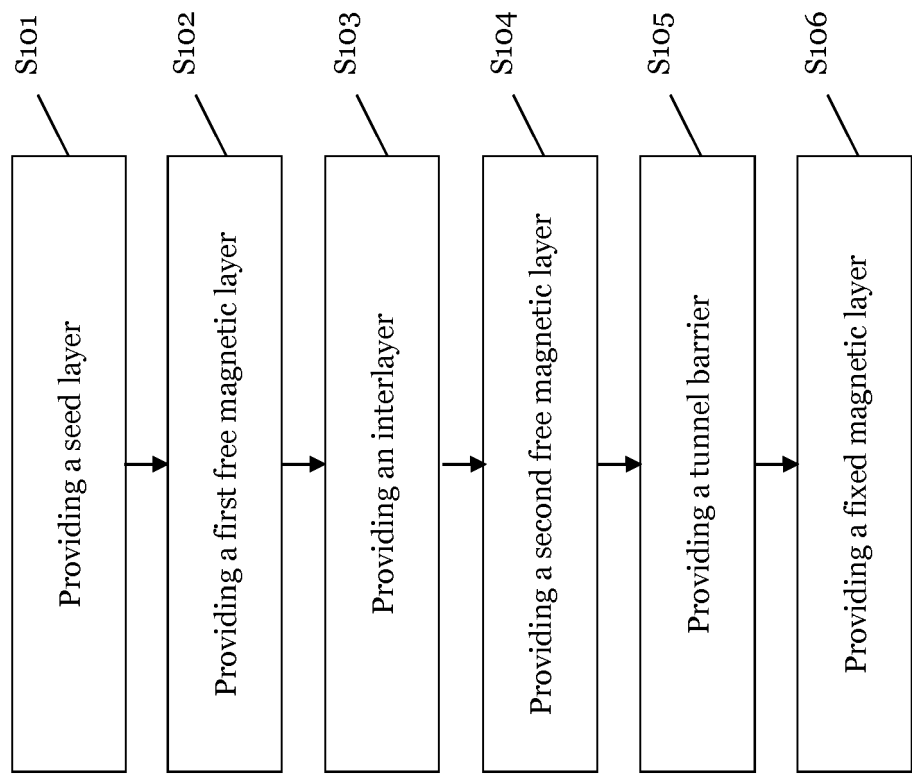 S101
Providing a seed layer
S102
Providing a first free magnetic layer
S103
Providing an interlayer
S104
Providing a second free magnetic layer
S105
Providing a tunnel barrier
S106
Providing a fixed magnetic layer